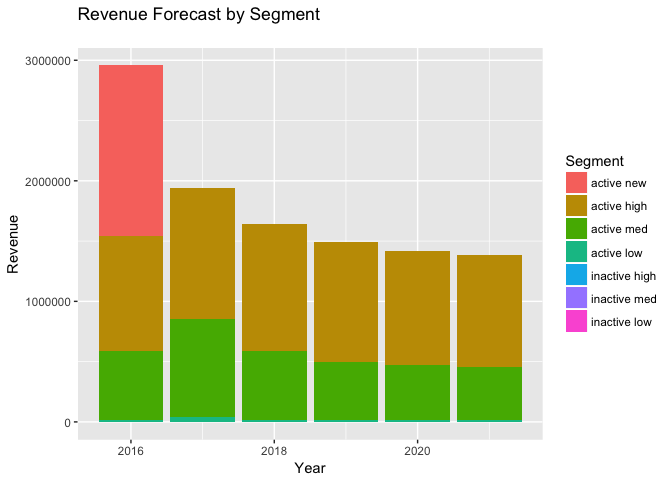 Revenue Forecast by Segment
3000000
2000000
1000000
0
Revenue
2016
2018
2020
Year
Segment
active new
active high
active med
active low
inactive high
inactive med
inactive low